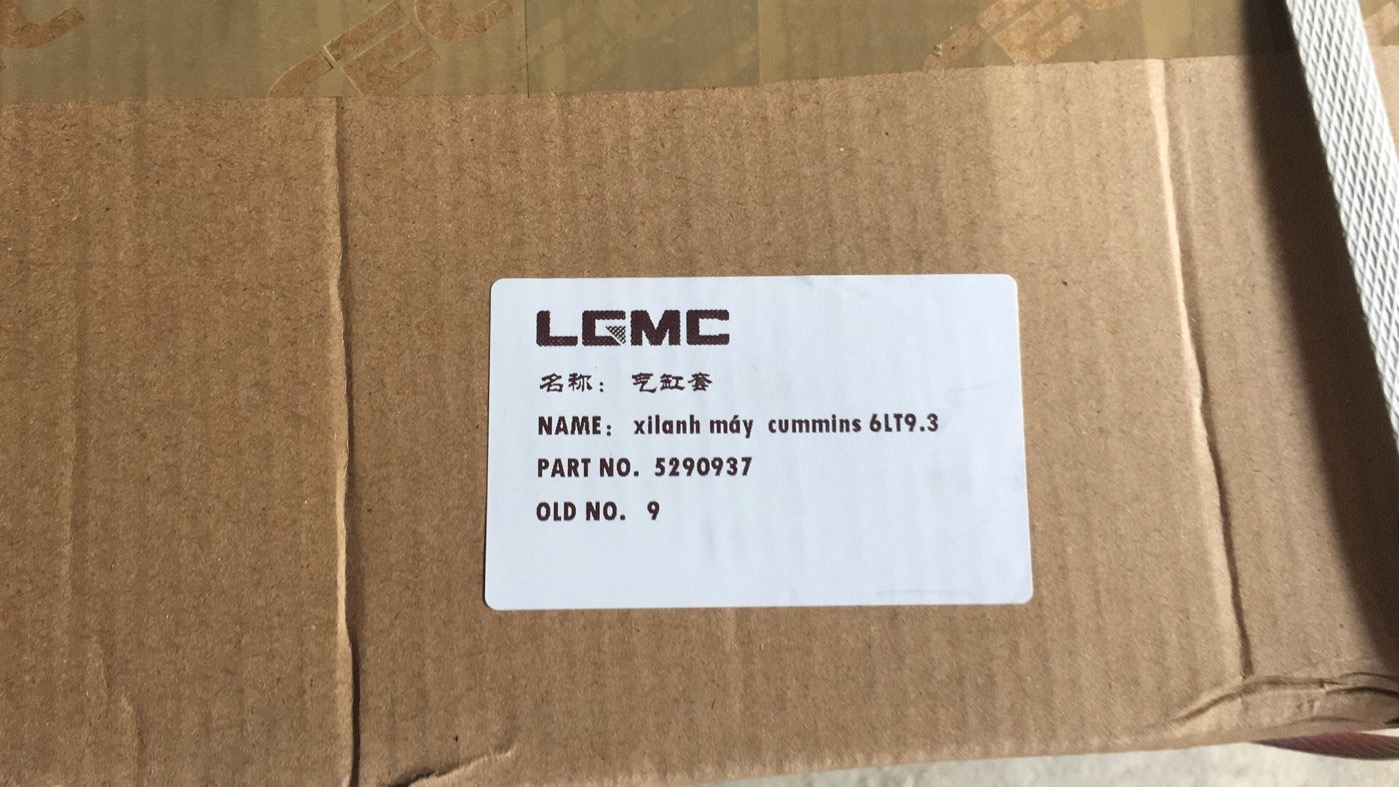 LGMC
名称： 气缸套
NAME： xilanh máy cummins 6LT9.3
PART NO. 5290937
OLD NO. 9